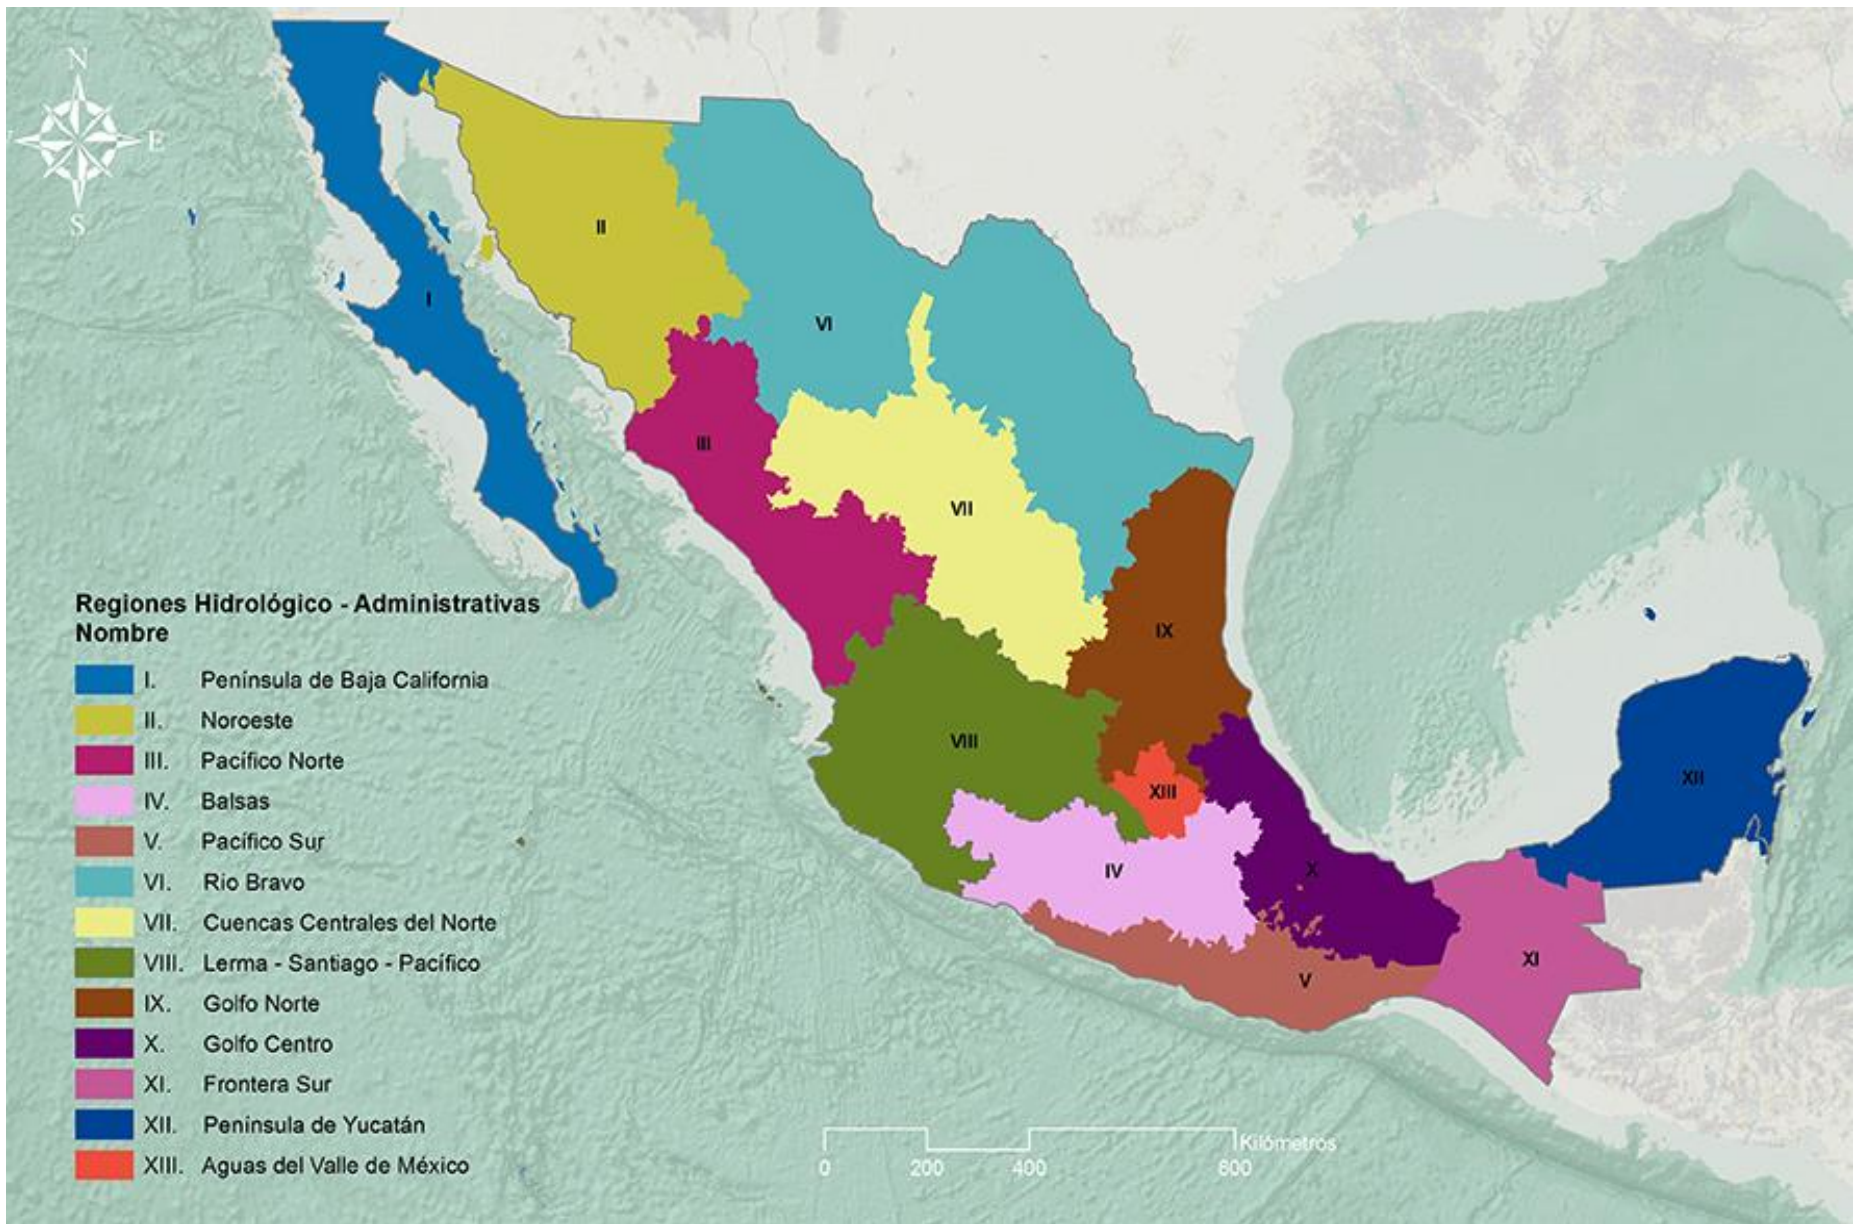 N
E
S
I
II
III
IV
V
VI
VII
VIII
IX
X
XI
XII
XIII
Regiones Hidrológico - Administrativas
Nombre
I. Península de Baja California
II. Noroeste
III. Pacífico Norte
IV. Balsas
V. Pacífico Sur
VI. Río Bravo
VII. Cuencas Centrales del Norte
VIII. Lerma - Santiago - Pacífico
IX. Golfo Norte
X. Golfo Centro
XI. Frontera Sur
XII. Península de Yucatán
XIII. Aguas del Valle de México
Kilómetros
0 200 400 800